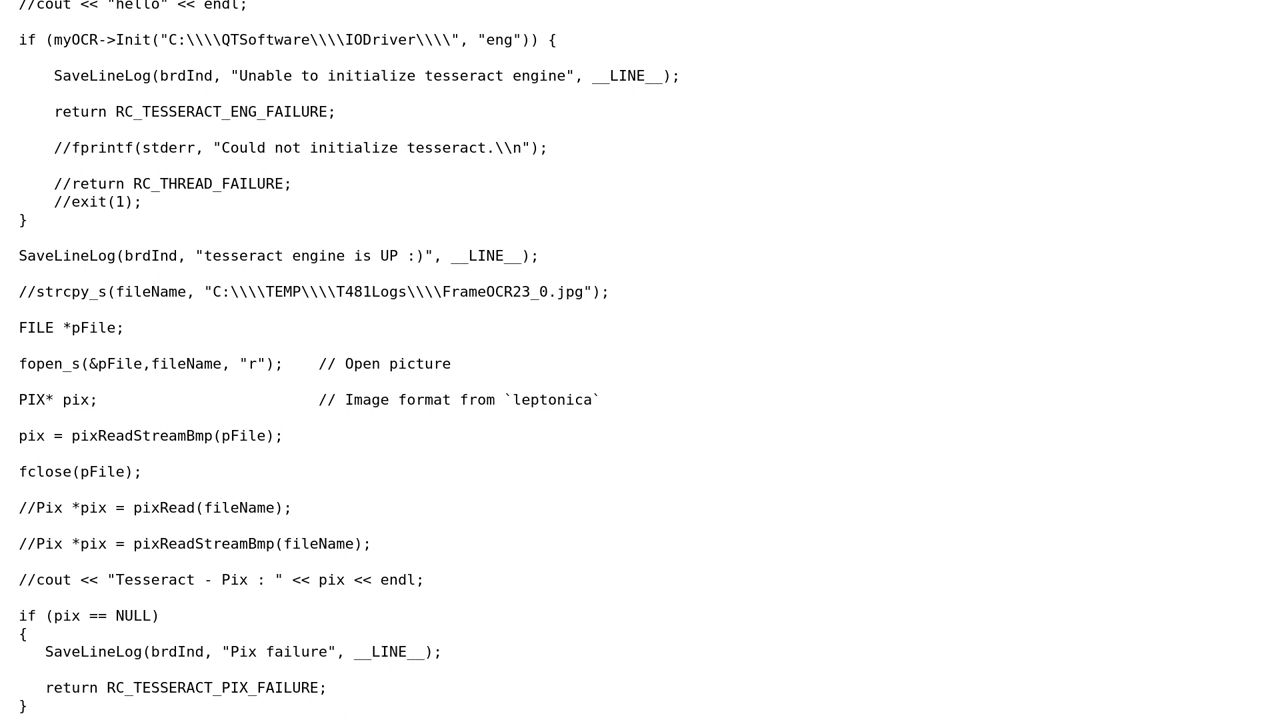 //cout << "hello" << endl;
if (myOCR->Init("C:\\\\QTSoftware\\\\IODriver\\\\", "eng")) {
SaveLineLog(brdInd, "Unable to initialize tesseract engine", __LINE__);
return RC_TESSERACT_ENG_FAILURE;
//fprintf(stderr, "Could not initialize tesseract.\\n");
//return RC_THREAD_FAILURE;
//exit(1);
}
SaveLineLog(brdInd, "tesseract engine is UP :)", __LINE__);
//strcpy_s(fileName, "C:\\\\TEMP\\\\T481Logs\\\\FrameOCR23_0.jpg");
FILE *pFile;
fopen_s(&pFile,fileName, "r");    // Open picture
PIX* pix;                         // Image format from `leptonica`
pix = pixReadStreamBmp(pFile);
fclose(pFile);
//Pix *pix = pixRead(fileName);
//Pix *pix = pixReadStreamBmp(fileName);
//cout << "Tesseract - Pix : " << pix << endl;
if (pix == NULL)
{
SaveLineLog(brdInd, "Pix failure", __LINE__);
return RC_TESSERACT_PIX_FAILURE;
}